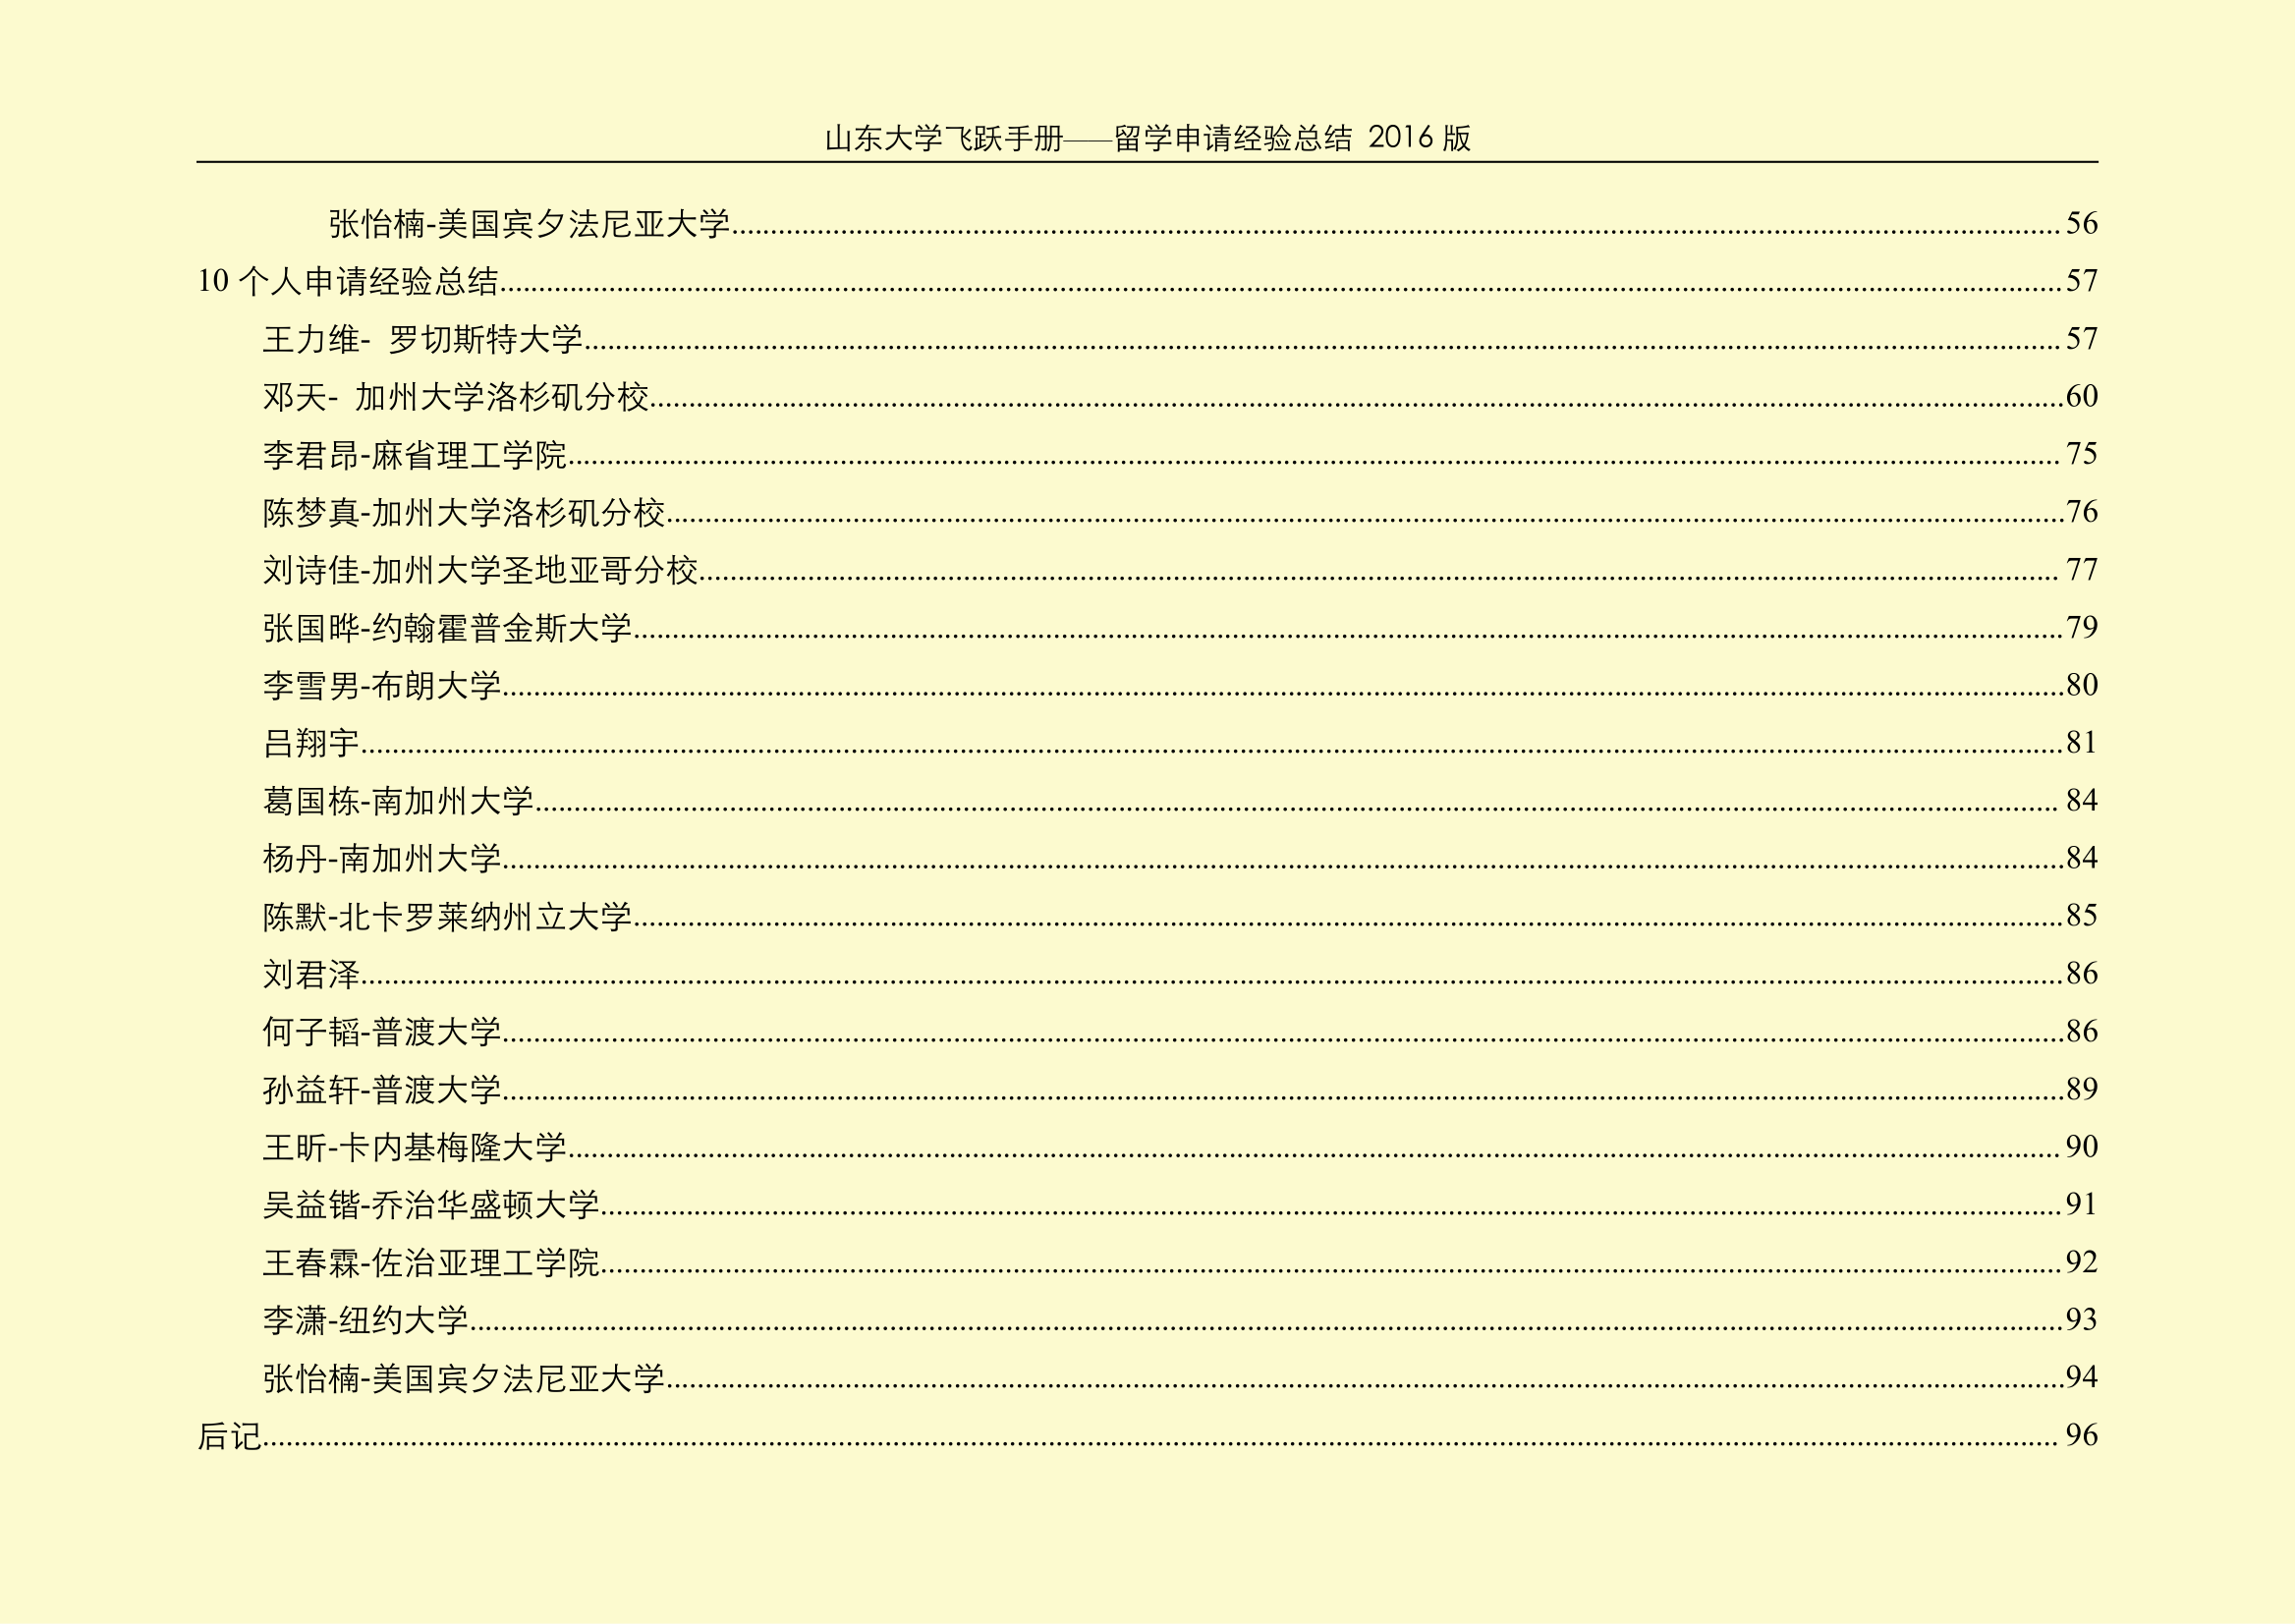 山东大学飞跃手册——留学申请经验总结 2016 版
张怡楠-美国宾夕法尼亚大学 56
10 个人申请经验总结 57
王力维- 罗切斯特大学 57
邓天- 加州大学洛杉矶分校 60
李君昂-麻省理工学院 75
陈梦真-加州大学洛杉矶分校 76
刘诗佳-加州大学圣地亚哥分校 77
张国晔-约翰霍普金斯大学 79
李雪男-布朗大学 80
吕翔宇 81
葛国栋-南加州大学 84
杨丹-南加州大学 84
陈默-北卡罗莱纳州立大学 85
刘君泽 86
何子韬-普渡大学 86
孙益轩-普渡大学 89
王昕-卡内基梅隆大学 90
吴益锴-乔治华盛顿大学 91
王春霖-佐治亚理工学院 92
李潇-纽约大学 93
张怡楠-美国宾夕法尼亚大学 94
后记 96